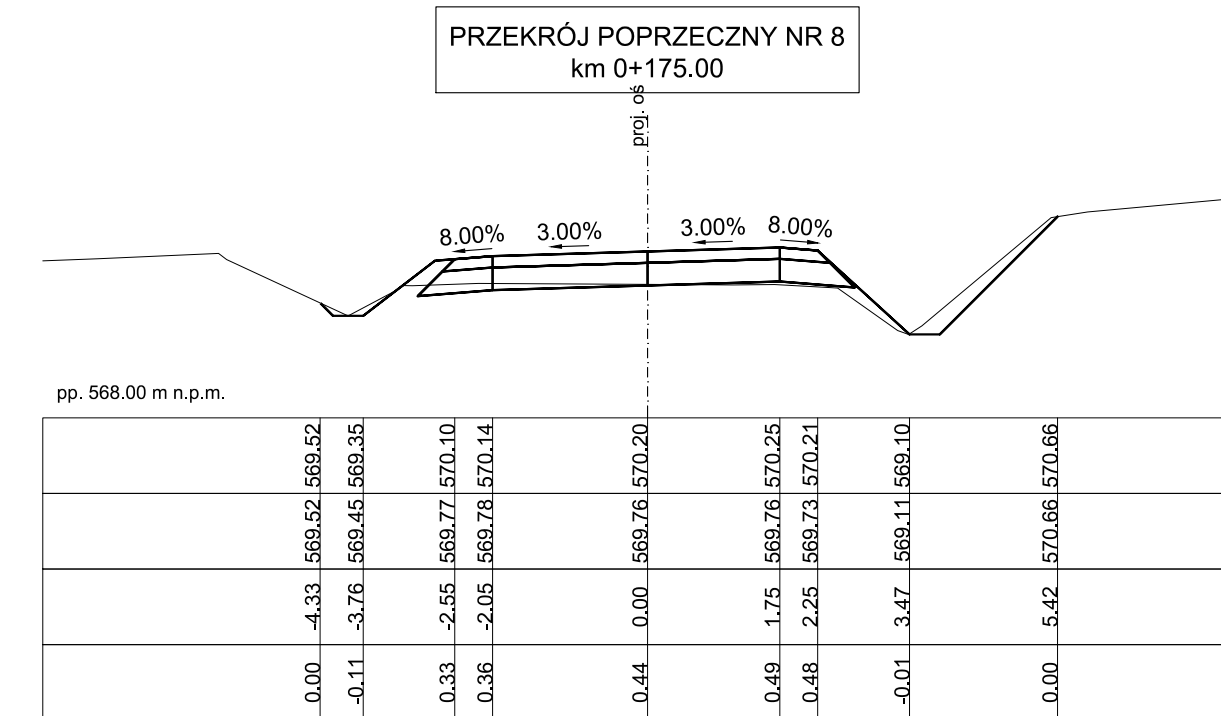 PRZEKRÓJ POPRZECZNY NR 8
km 0+175.00
proj. oś
8.00%
3.00%
3.00%
8.00%
pp. 568.00 m n.p.m.
569.52 569.35 570.10 570.14 570.20 570.25 570.21 569.10 570.66
569.52 569.45 569.77 569.78 569.76 569.76 569.73 569.11 570.66
-4.33 -3.76 -2.55 -2.05 0.00 1.75 2.25 3.47 5.42
0.00 -0.11 0.33 0.36 0.44 0.49 0.48 -0.01 0.00